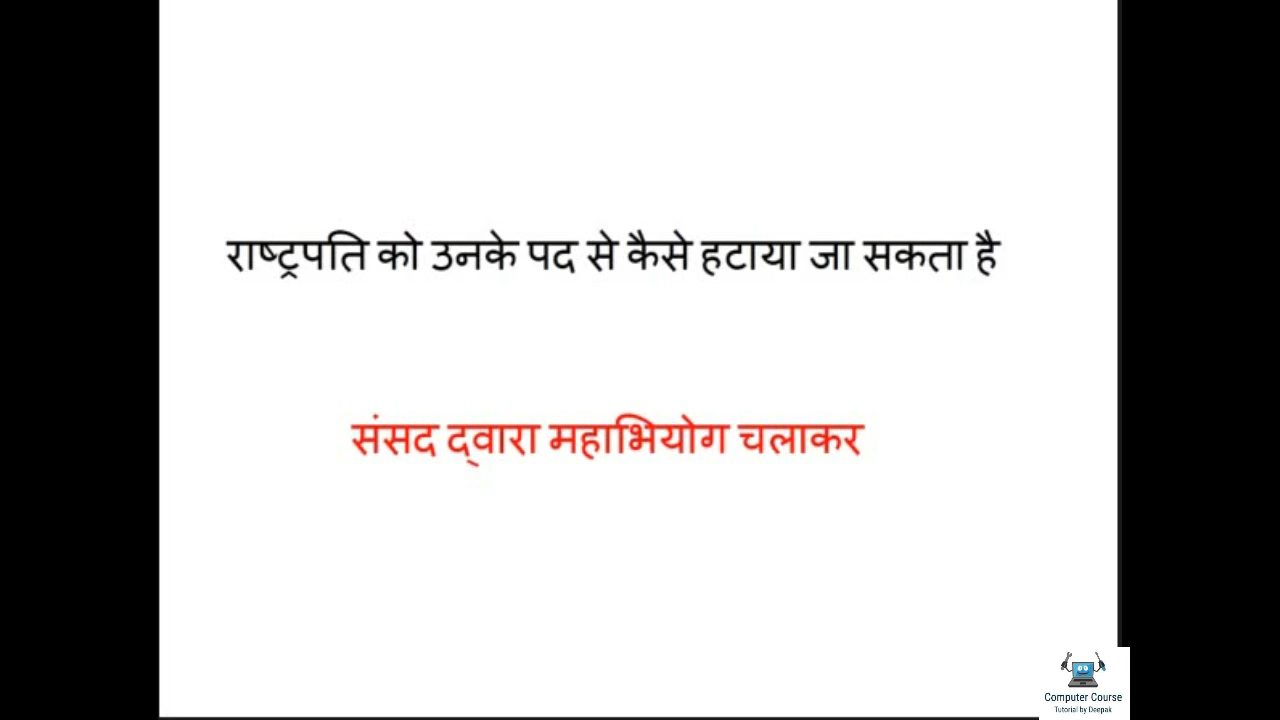 राष्ट्रपति को उनके पद से कैसे हटाया जा सकता है
संसद द्वारा महाभियोग चलाकर
Computer Course
Tutorial by Deepak